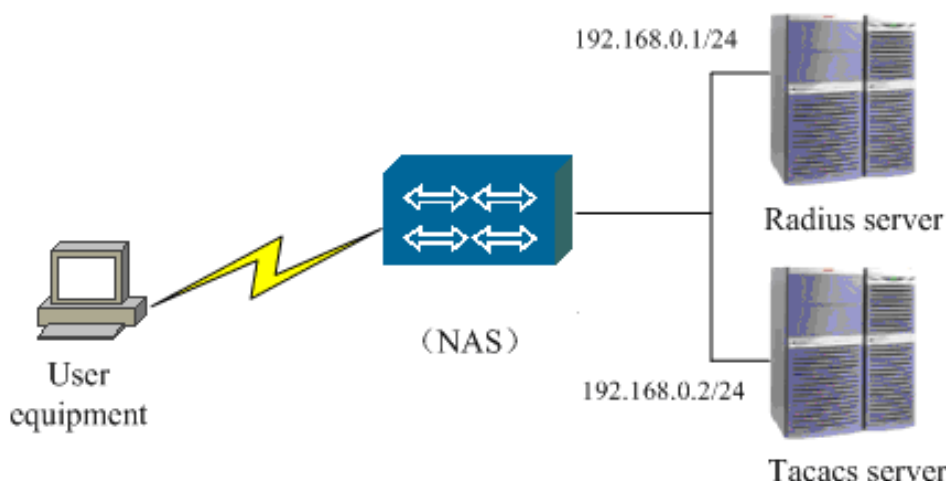 192.168.0.1/24
Radius server
（NAS）
User
equipment
192.168.0.2/24
Tacacs server